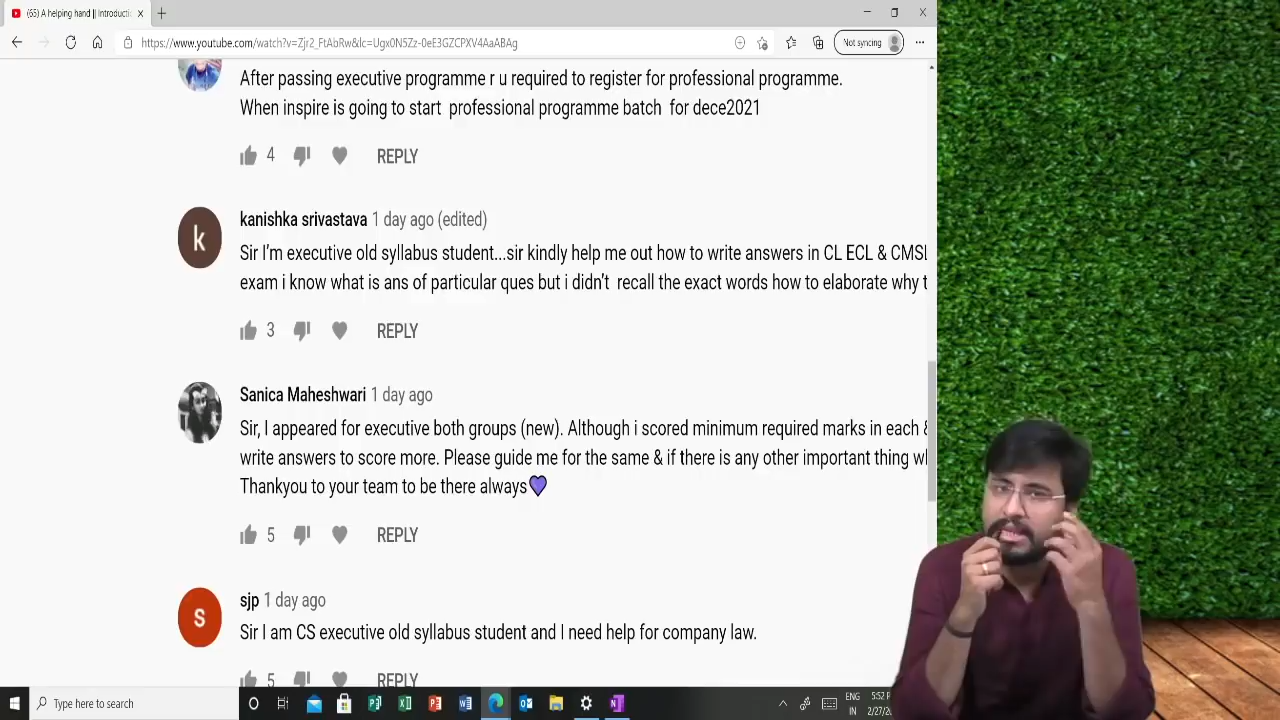 (65) A helping hand || Introducti
https://www.youtube.com/watch?v=Zjr2_FtAbRw&lc=Ugx0N5Zz-0eE3GZCPXV4AaABAg
Not syncing
After passing executive programme r u required to register for professional programme.
When inspire is going to start professional programme batch for dece2021
4 REPLY
k
kanishka srivastava 1 day ago (edited)
Sir I'm executive old syllabus student...sir kindly help me out how to write answers in CL ECL & CMSL
exam i know what is ans of particular ques but i didn't recall the exact words how to elaborate why t
3 REPLY
Sanica Maheshwari 1 day ago
Sir, I appeared for executive both groups (new). Although i scored minimum required marks in each &
write answers to score more. Please guide me for the same & if there is any other important thing wh
Thankyou to your team to be there always💜
5 REPLY
s
sjp 1 day ago
Sir I am CS executive old syllabus student and I need help for company law.
5 REPLY
Type here to search
ENG
IN
5:52 P
2/27/2